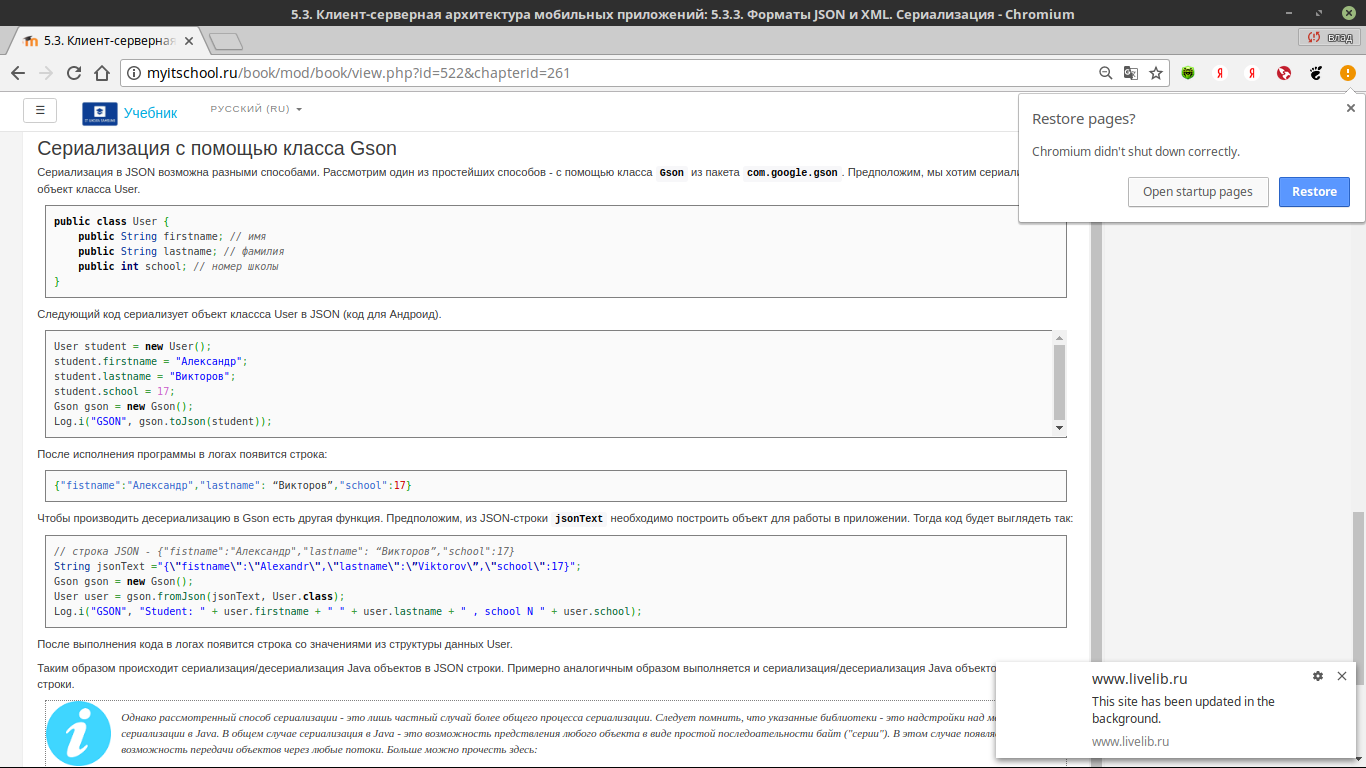 5.3. Клиент-серверная архитектура мобильных приложений: 5.3.3. Форматы JSON и XML. Сериализация - Chromium
5.3. Клиент-серверная
влад
myitschool.ru/book/mod/book/view.php?id=522&chapterid=261
Учебник
РУССКИЙ (RU)
Restore pages?
Chromium didn't shut down correctly.
Open startup pages
Restore
Сериализация с помощью класса Gson
Сериализация в JSON возможна разными способами. Рассмотрим один из простейших способов - с помощью класса Gson из пакета com.google.gson. Предположим, мы хотим сериали
объект класса User.
public class User {
public String firstname; // имя
public String lastname; // фамилия
public int school; // номер школы
}
Следующий код сериализует объект классса User в JSON (код для Андроид).
User student = new User();
student.firstname = "Александр";
student.lastname = "Викторов";
student.school = 17;
Gson gson = new Gson();
Log.i("GSON", gson.toJson(student));
После исполнения программы в логах появится строка:
{"fistname":"Александр","lastname": “Викторов”,"school":17}
Чтобы производить десериализацию в Gson есть другая функция. Предположим, из JSON-строки jsonText необходимо построить объект для работы в приложении. Тогда код будет выглядеть так:
// строка JSON - {"fistname":"Александр","lastname": “Викторов”,"school":17}
String jsonText ="{\"fistname\":\"Alexandr\",\"lastname\":\”Viktorov\”,\"school\":17}";
Gson gson = new Gson();
User user = gson.fromJson(jsonText, User.class);
Log.i("GSON", "Student: " + user.firstname + " " + user.lastname + " , school N " + user.school);
После выполнения кода в логах появится строка со значениями из структуры данных User.
Таким образом происходит сериализация/десериализация Java объектов в JSON строки. Примерно аналогичным образом выполняется и сериализация/десериализация Java объекто
строки.
Однако рассмотренный способ сериализации - это лишь частный случай более общего процесса сериализации. Следует помнить, что указанные библиотеки - это надстройки над м
сериализации в Java. В общем случае сериализация в Java - это возможность предствления любого объекта в виде простой последоательности байт ("серии"). В этом случае появля
возможность передачи объектов через любые потоки. Больше можно прочесть здесь:
www.livelib.ru
This site has been updated in the
background.
www.livelib.ru